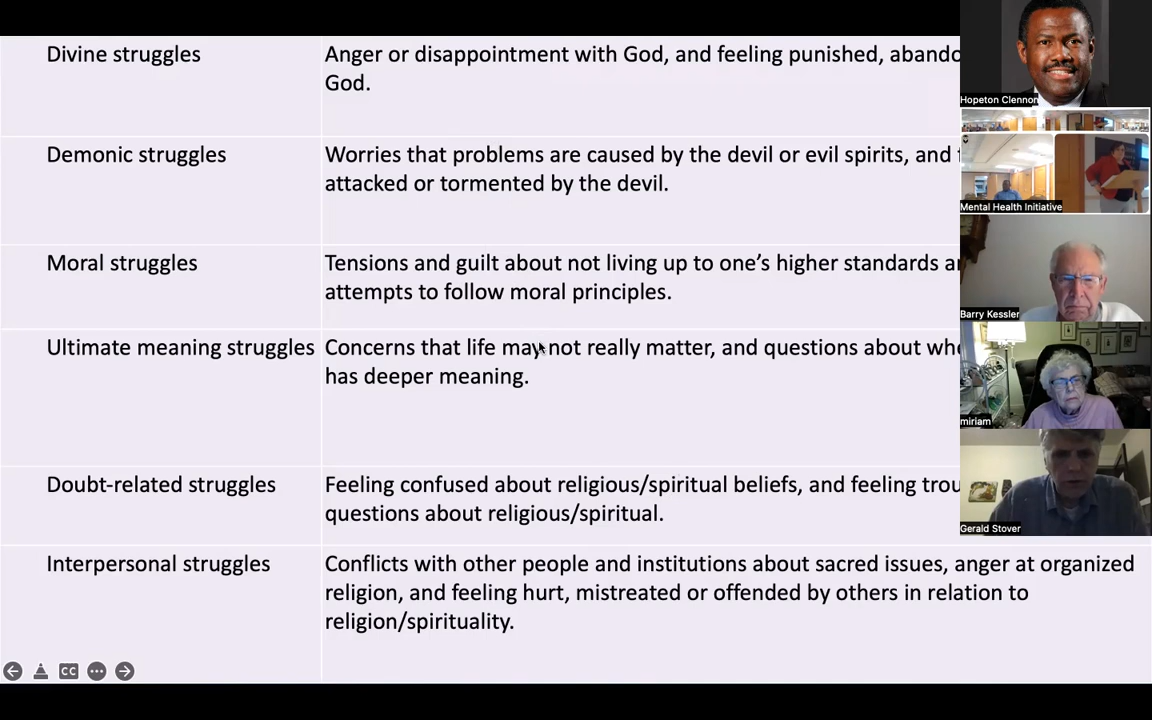 Divine struggles
Anger or disappointment with God, and feeling punished,
God.
Demonic struggles
Worries that problems are caused by the devil or evil spirits, and
attacked or tormented by the devil.
Moral struggles
Tensions and guilt about not living up to one’s higher standards
attempts to follow moral principles.
Ultimate meaning struggles
Concerns that life may not really matter, and questions about
has deeper meaning.
Doubt-related struggles
Feeling confused about religious/spiritual beliefs, and feeling
questions about religious/spiritual.
Interpersonal struggles
Conflicts with other people and institutions about sacred issues, anger at organized
religion, and feeling hurt, mistreated or offended by others in relation to
religion/spirituality.
CC
Hopeton Clennon
Mental Health Initiative
Barry Kessler
miriam
Gerald Stover